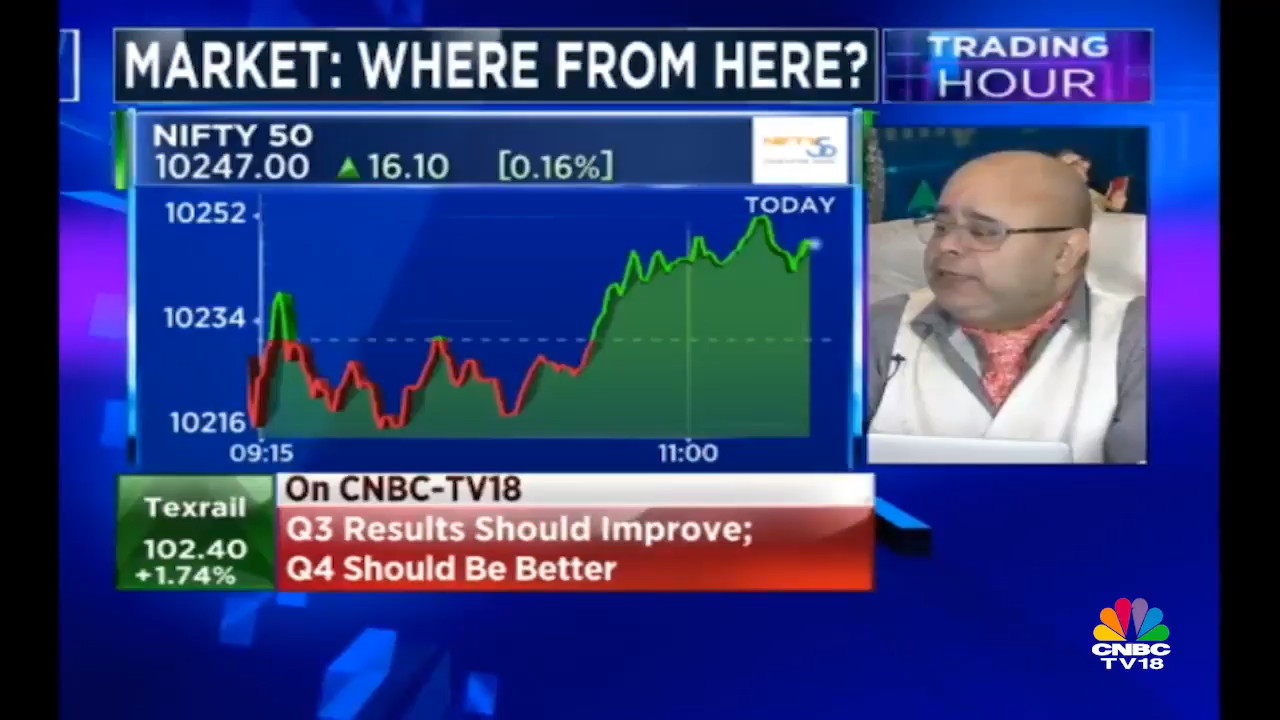 MARKET: WHERE FROM HERE?
TRADING
HOUR
NIFTY 50
10247.00 ▲ 16.10 [0.16%]
NIFTY
50
TODAY
10252
10234
10216
09:15 11:00
Texrail
102.40
+1.74%
On CNBC-TV18
Q3 Results Should Improve;
Q4 Should Be Better
CNBC
TV18